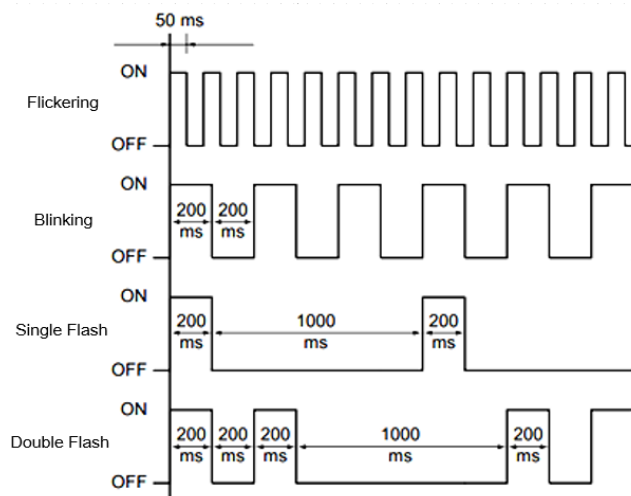 50 ms
ON
Flickering
OFF
ON
200 ms 200 ms
Blinking
OFF
ON
Single Flash
200 ms 1000 ms 200 ms
OFF
ON
Double Flash
200 ms 200 ms 200 ms 1000 ms 200 ms
OFF